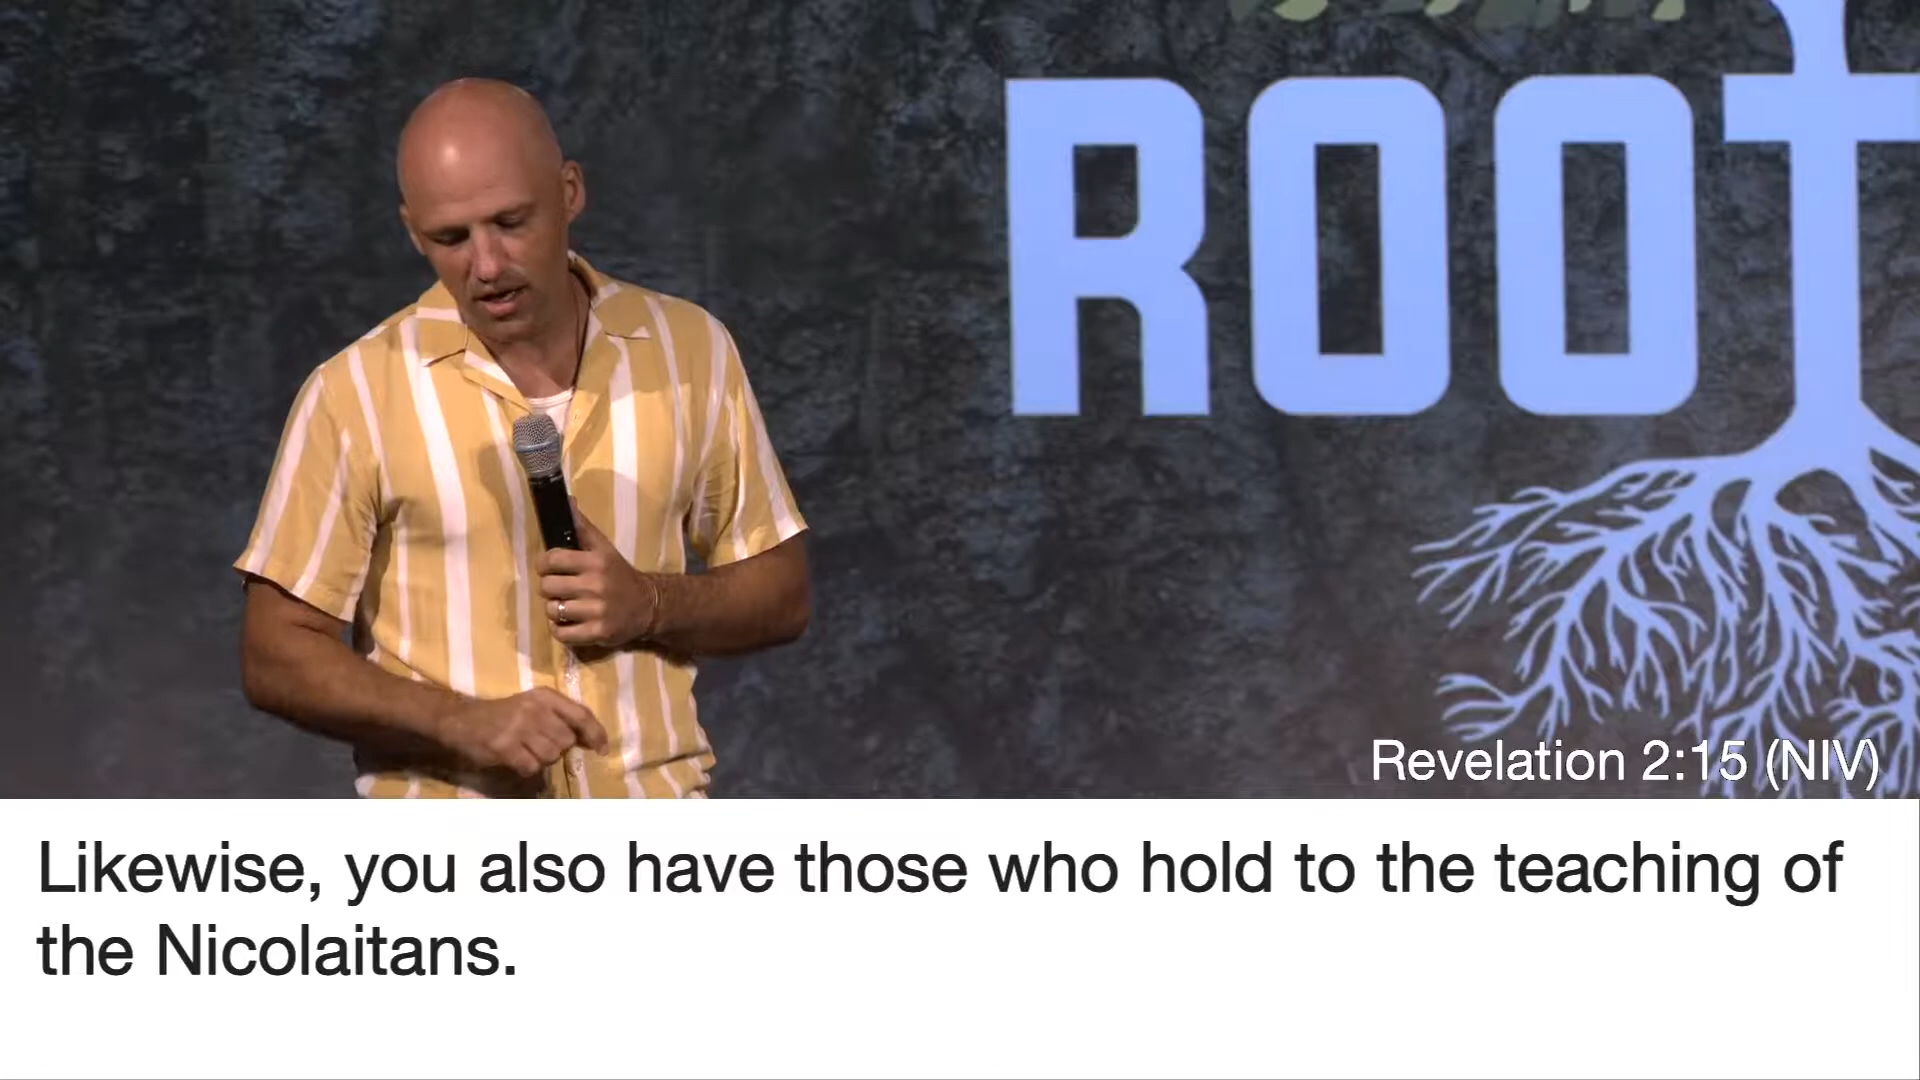 ROOT
Revelation 2:15 (NIV)
Likewise, you also have those who hold to the teaching of
the Nicolaitans.